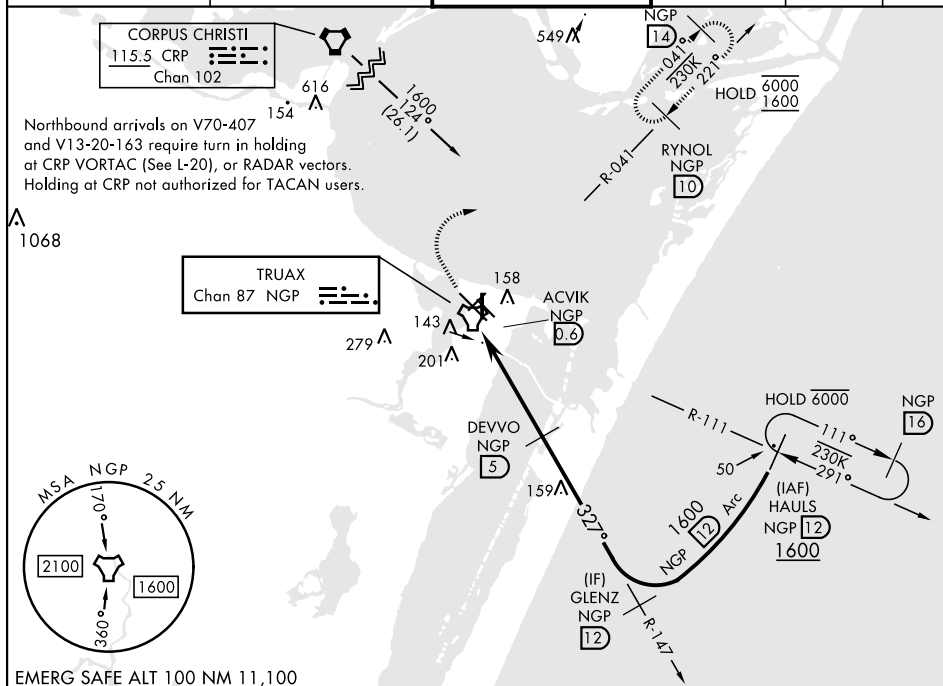 CORPUS CHRISTI
115.5 CRP
Chan 102
1600
124°
(26.1)
616
154
549
NGP
14
041°
230K
221°
HOLD 6000
1600
R-041
RYNOL
NGP
10
Northbound arrivals on V70-407
and V13-20-163 require turn in holding
at CRP VORTAC (See L-20), or RADAR vectors.
Holding at CRP not authorized for TACAN users.
1068
TRUAX
Chan 87 NGP
158
143
279
201
ACVIK
NGP
0.6
DEVVO
NGP
5
159
327°
R-111
HOLD 6000
111°
230K
291°
NGP
16
50
(IAF)
HAULS
NGP 12
1600
1600
NGP 12 Arc
(IF)
GLENZ
NGP
12
R-147
MSA NGP 25 NM
170°
2100
1600
360°
EMERG SAFE ALT 100 NM 11,100